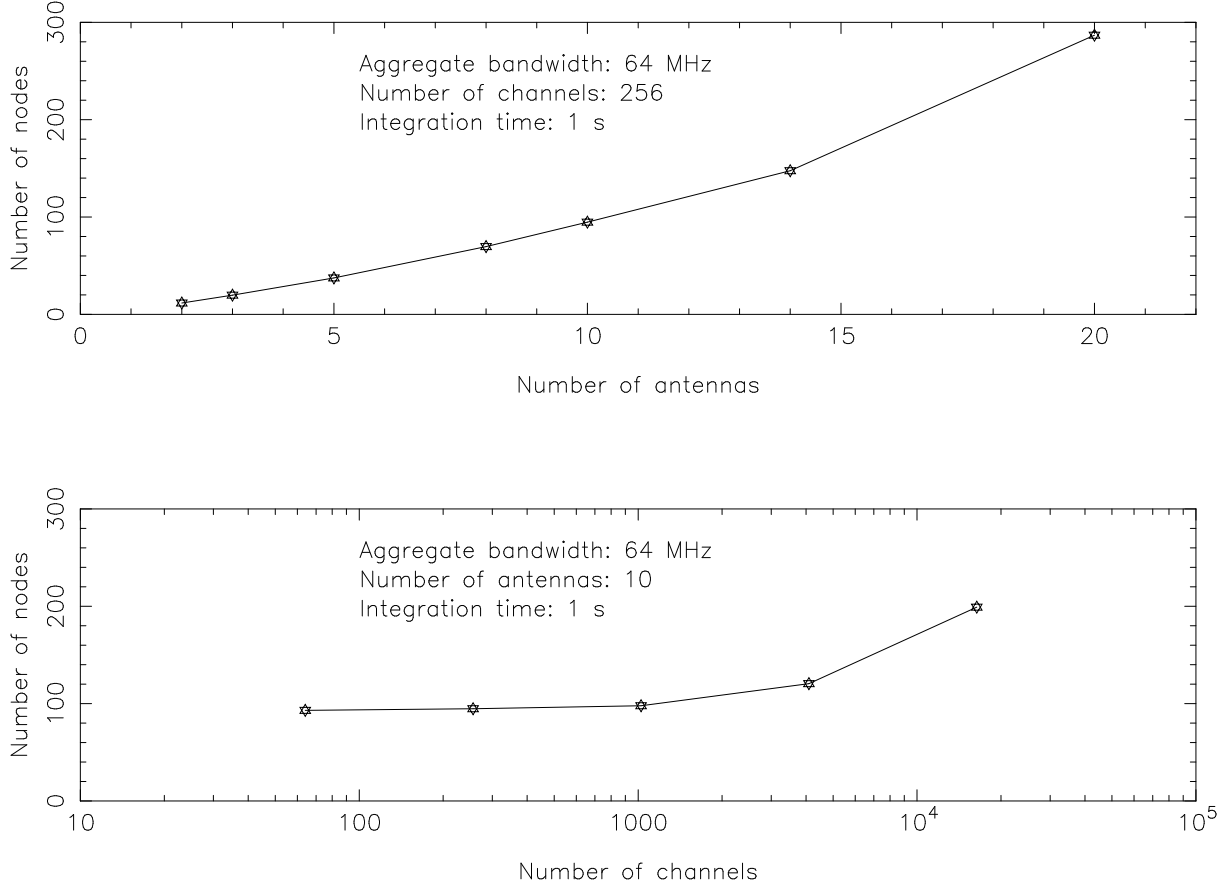 Number of nodes
300
200
100
0
Aggregate bandwidth: 64 MHz
Number of channels: 256
Integration time: 1 s
0 5 10 15 20
Number of antennas
Number of nodes
300
200
100
0
Aggregate bandwidth: 64 MHz
Number of antennas: 10
Integration time: 1 s
10 100 1000 10⁴ 10⁵
Number of channels